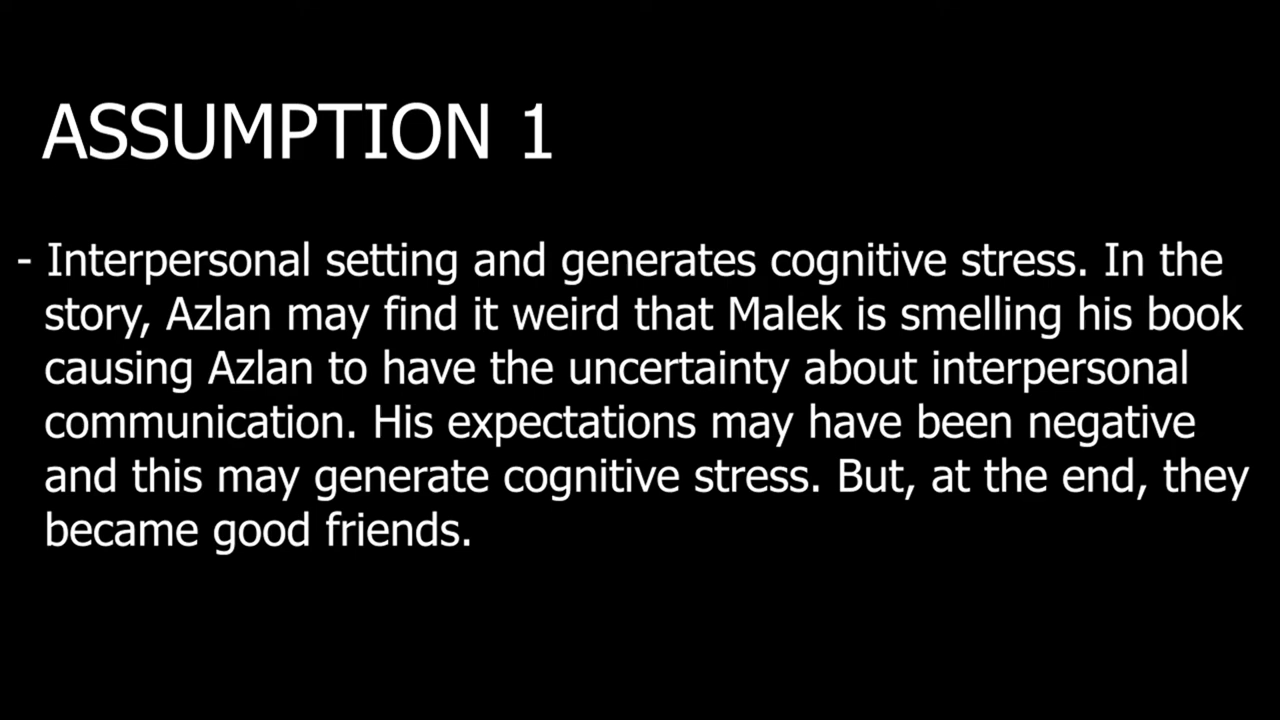 ASSUMPTION 1
- Interpersonal setting and generates cognitive stress. In the
story, Azlan may find it weird that Malek is smelling his book
causing Azlan to have the uncertainty about interpersonal
communication. His expectations may have been negative
and this may generate cognitive stress. But, at the end, they
became good friends.